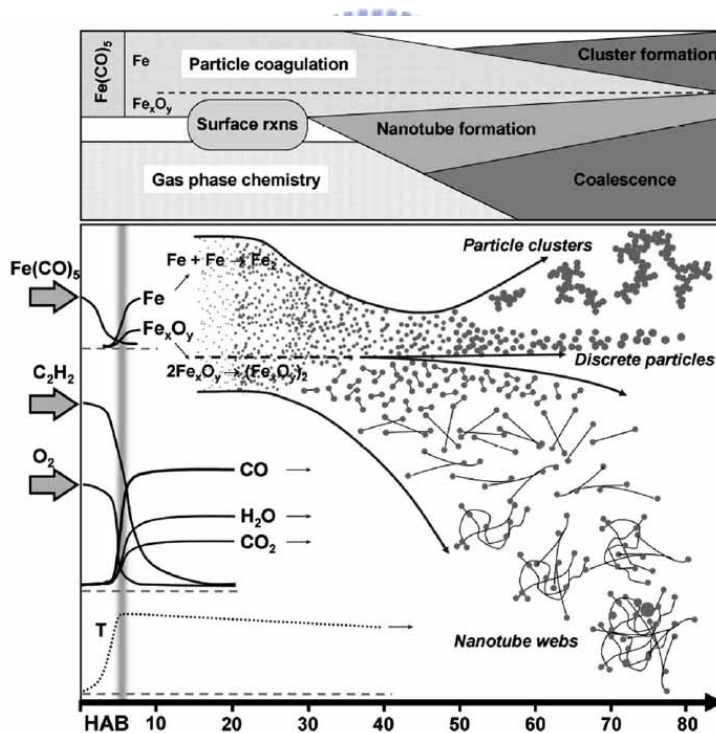 Fe(CO)5
Fe
FexOy
Particle coagulation
Cluster formation
Surface rxns
Nanotube formation
Gas phase chemistry
Coalescence
Fe(CO)5
Fe + Fe → Fe2
Fe
FexOy
2FexOy → (FexOy)2
Particle clusters
Discrete particles
C2H2
O2
CO
H2O
CO2
T
Nanotube webs
HAB 10 20 30 40 50 60 70 80